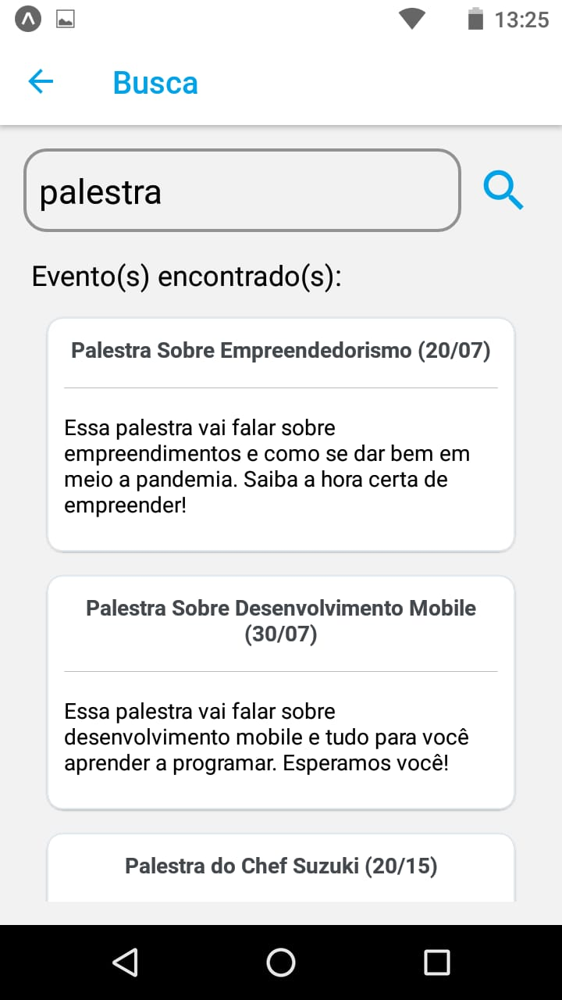 13:25
Busca
palestra
Evento(s) encontrado(s):
Palestra Sobre Empreendedorismo (20/07)
Essa palestra vai falar sobre
empreendimentos e como se dar bem em
meio a pandemia. Saiba a hora certa de
empreender!
Palestra Sobre Desenvolvimento Mobile
(30/07)
Essa palestra vai falar sobre
desenvolvimento mobile e tudo para você
aprender a programar. Esperamos você!
Palestra do Chef Suzuki (20/15)